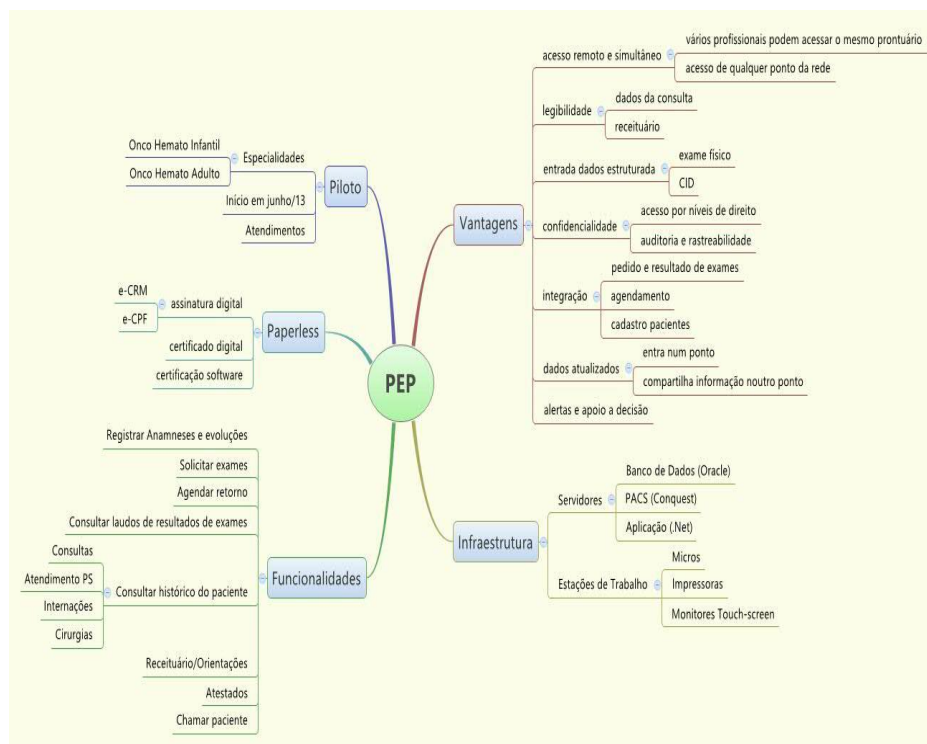 PEP
Piloto
Especialidades
Onco Hemato Infantil
Onco Hemato Adulto
Início em junho/13
Atendimentos
Paperless
assinatura digital
e-CRM
e-CPF
certificado digital
certificação software
Funcionalidades
Registrar Anamneses e evoluções
Solicitar exames
Agendar retorno
Consultar laudos de resultados de exames
Consultar histórico do paciente
Consultas
Atendimento PS
Internações
Cirurgias
Receituário/Orientações
Atestados
Chamar paciente
Vantagens
acesso remoto e simultâneo
vários profissionais podem acessar o mesmo prontuário
acesso de qualquer ponto da rede
legibilidade
dados da consulta
receituário
entrada dados estruturada
exame físico
CID
confidencialidade
acesso por níveis de direito
auditoria e rastreabilidade
integração
pedido e resultado de exames
agendamento
cadastro pacientes
dados atualizados
entra num ponto
compartilha informação noutro ponto
alertas e apoio a decisão
Infraestrutura
Servidores
Banco de Dados (Oracle)
PACS (Conquest)
Aplicação (.Net)
Estações de Trabalho
Micros
Impressoras
Monitores Touch-screen